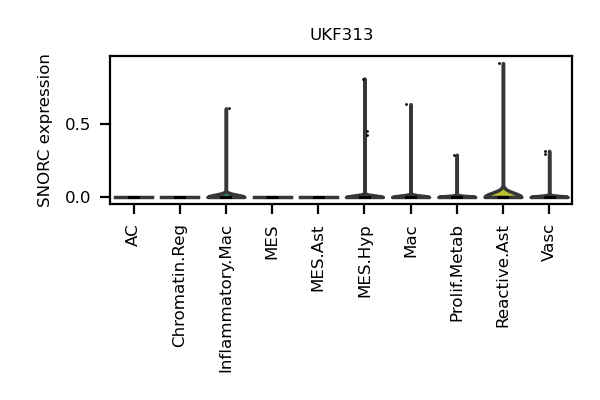 UKF313
SNORC expression
0.5
0.0
AC
Chromatin.Reg
Inflammatory.Mac
MES
MES.Ast
MES.Hyp
Mac
Prolif.Metab
Reactive.Ast
Vasc